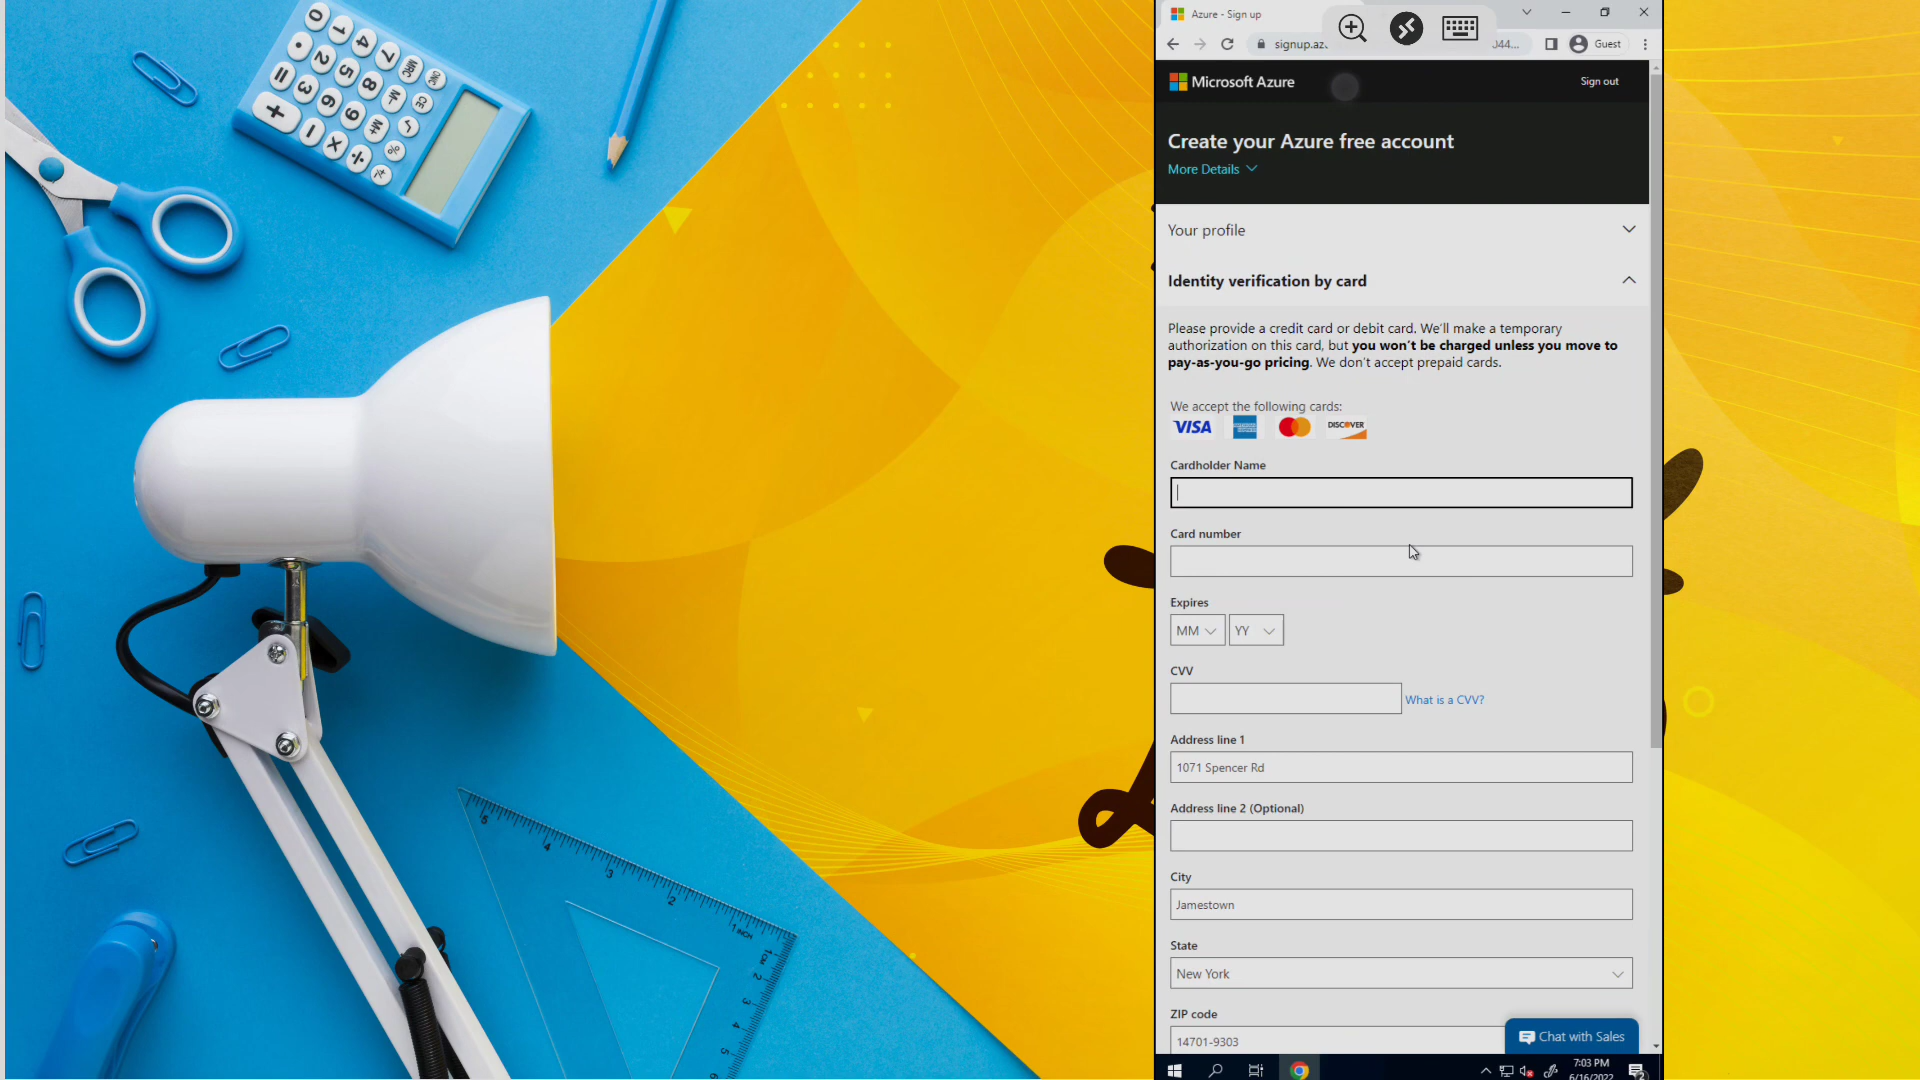 Azure - Sign up
signup.az
044...
Guest
Microsoft Azure
Sign out
Create your Azure free account
More Details
Your profile
Identity verification by card
Please provide a credit card or debit card. We'll make a temporary
authorization on this card, but you won't be charged unless you move to
pay-as-you-go pricing. We don't accept prepaid cards.
We accept the following cards:
VISA
DISCOVER
Cardholder Name
Card number
Expires
MM
YY
CVV
What is a CVV?
Address line 1
1071 Spencer Rd
Address line 2 (Optional)
City
Jamestown
State
New York
ZIP code
14701-9303
Chat with Sales
7:03 PM
6/16/2022
2